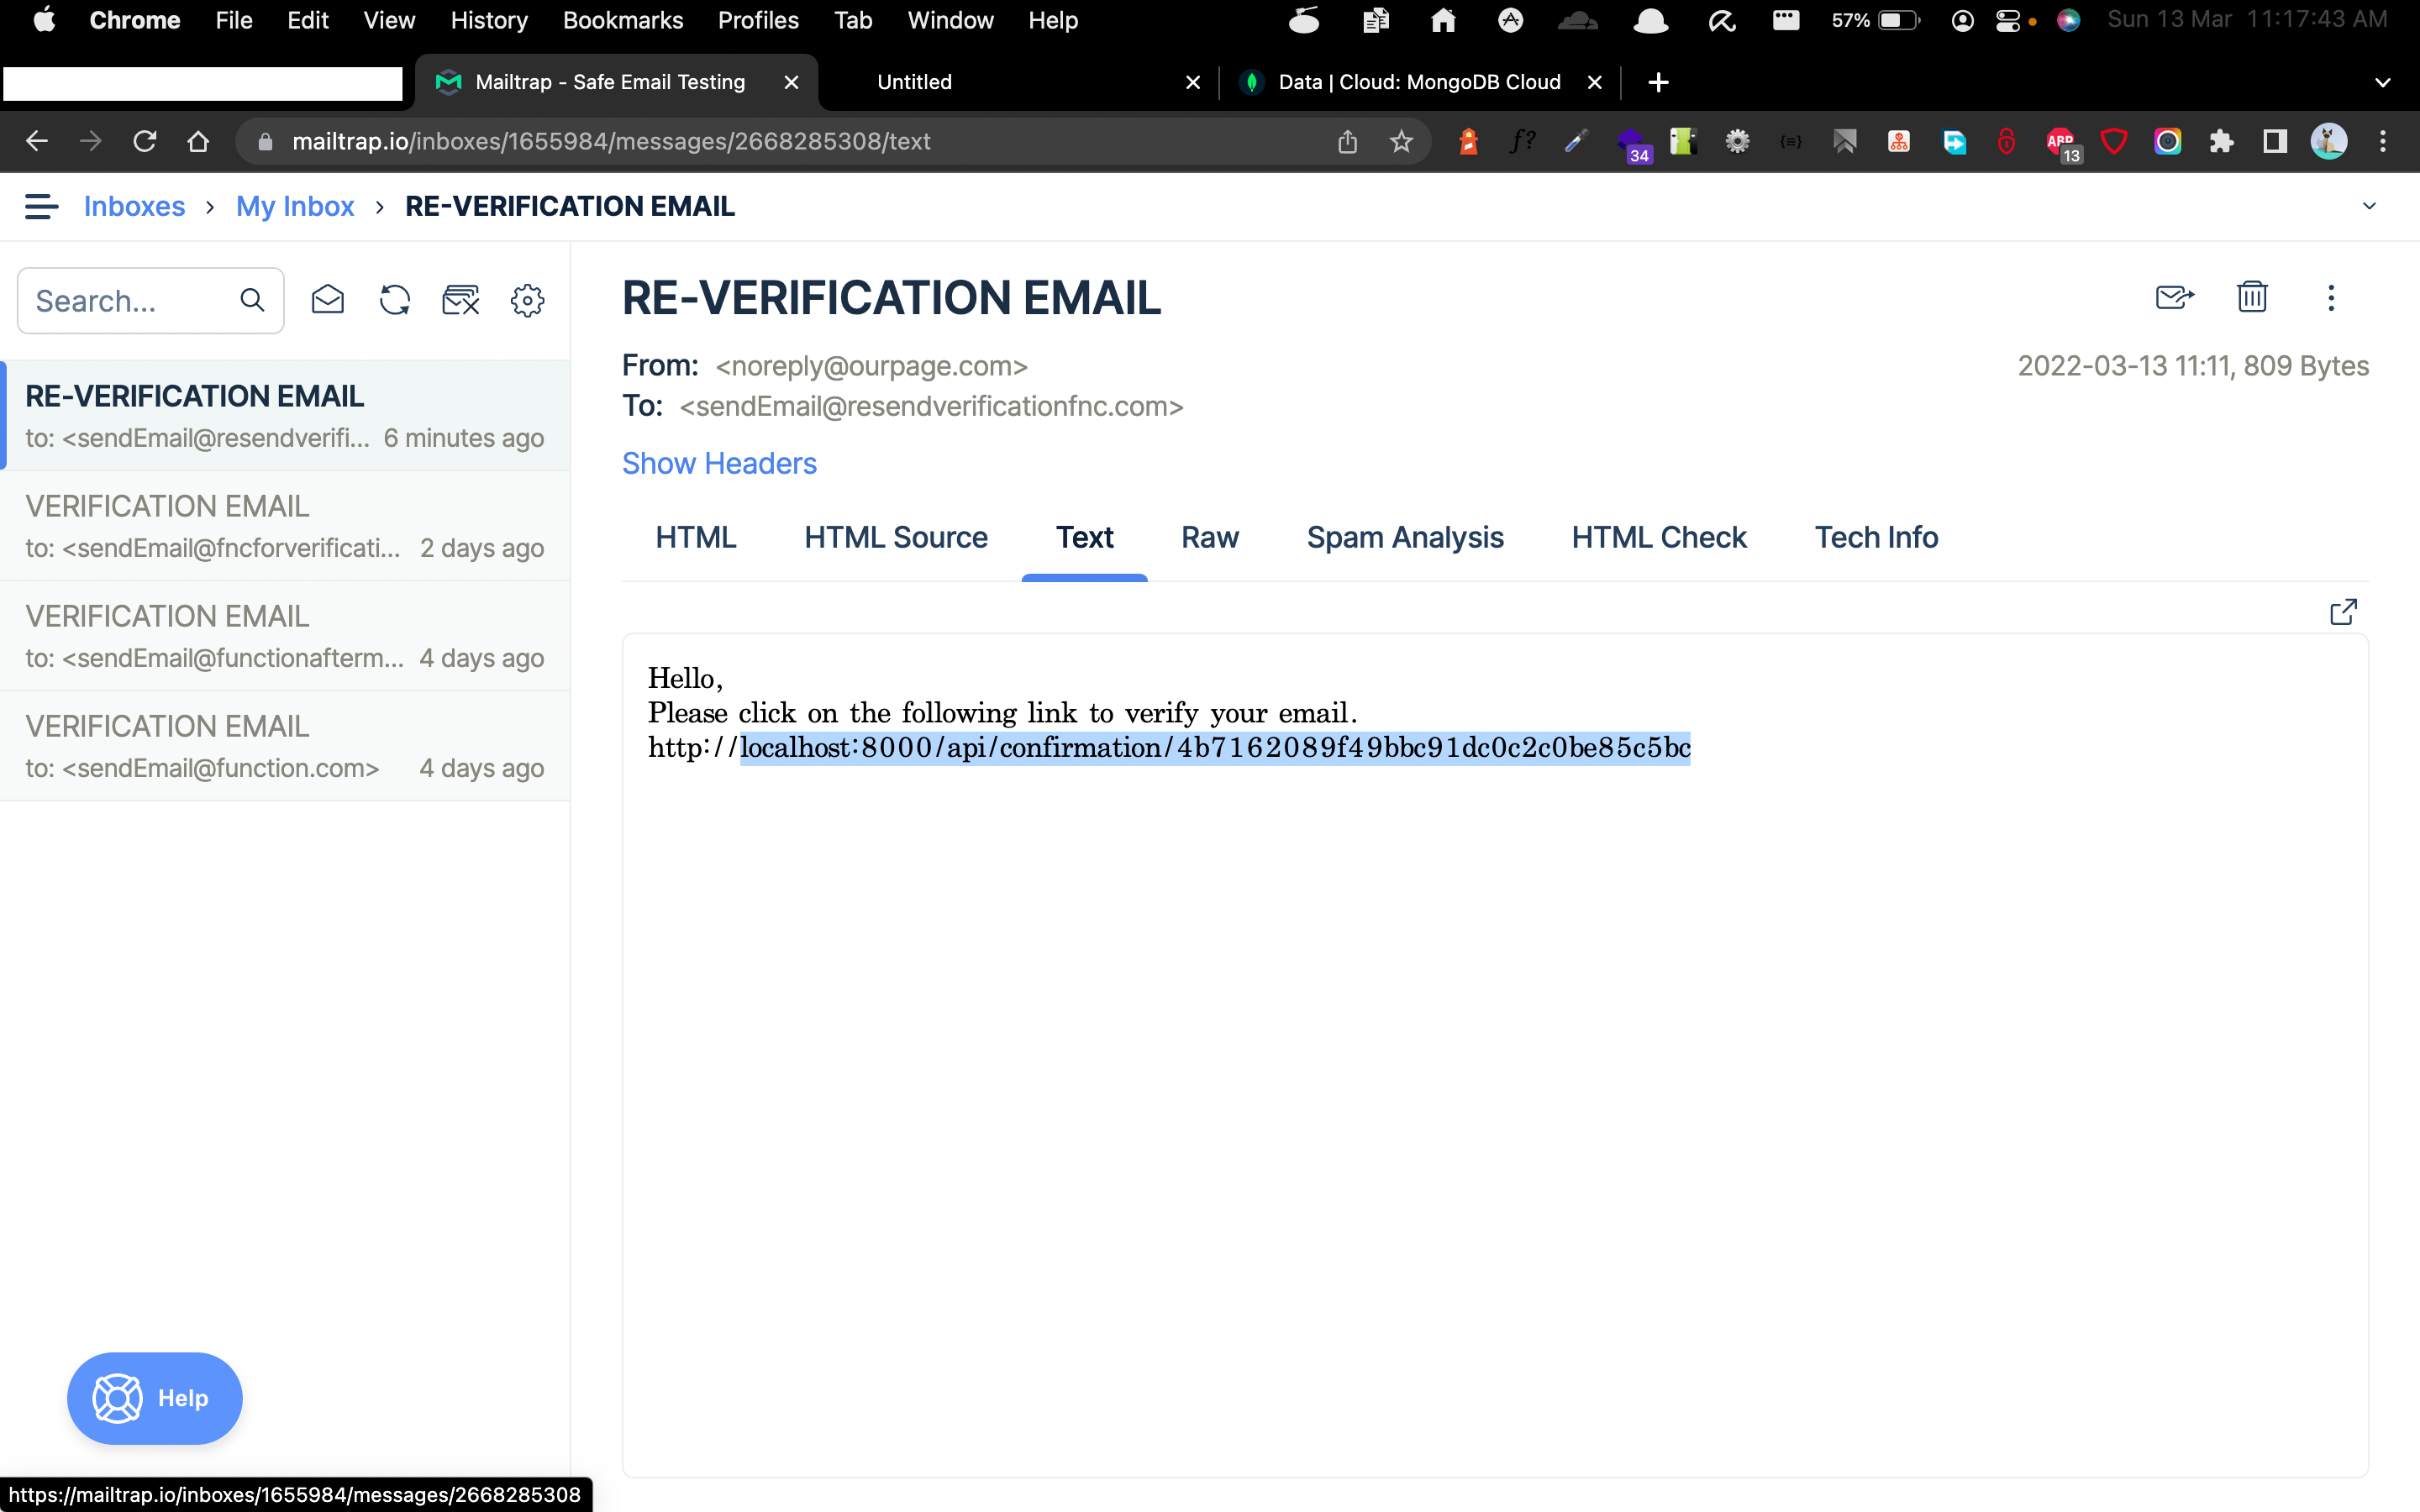 Chrome File Edit View History Bookmarks Profiles Tab Window Help 57% Sun 13 Mar 11:17:43 AM
Mailtrap - Safe Email Testing Untitled Data | Cloud: MongoDB Cloud
mailtrap.io/inboxes/1655984/messages/2668285308/text f? 34 {≡} ABP 13
Inboxes › My Inbox › RE-VERIFICATION EMAIL
Search...
RE-VERIFICATION EMAIL
to: <sendEmail@resendverifi... 6 minutes ago
VERIFICATION EMAIL
to: <sendEmail@fncforverificati... 2 days ago
VERIFICATION EMAIL
to: <sendEmail@functionafterm... 4 days ago
VERIFICATION EMAIL
to: <sendEmail@function.com> 4 days ago
RE-VERIFICATION EMAIL
From: <noreply@ourpage.com> 2022-03-13 11:11, 809 Bytes
To: <sendEmail@resendverificationfnc.com>
Show Headers
HTML HTML Source Text Raw Spam Analysis HTML Check Tech Info
Hello,
Please click on the following link to verify your email.
http://localhost:8000/api/confirmation/4b7162089f49bbc91dc0c2c0be85c5bc
Help
https://mailtrap.io/inboxes/1655984/messages/2668285308